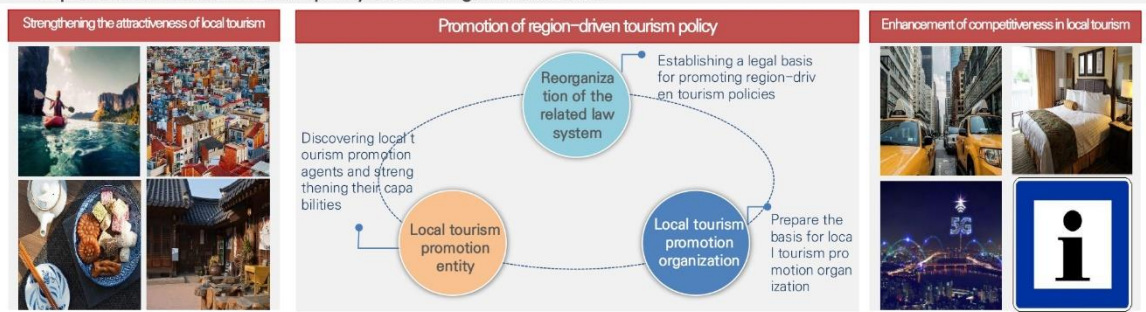 Strengthening the attractiveness of local tourism
Promotion of region-driven tourism policy
Enhancement of competitiveness in local tourism
Reorganiza
tion of the
related law
system
Establishing a legal basis
for promoting region-driv
en tourism policies
Discovering local t
ourism promotion
agents and streng
thening their capa
bilities
Local tourism
promotion
entity
Local tourism
promotion
organization
Prepare the
basis for loca
l tourism pro
motion organ
ization
5G
i